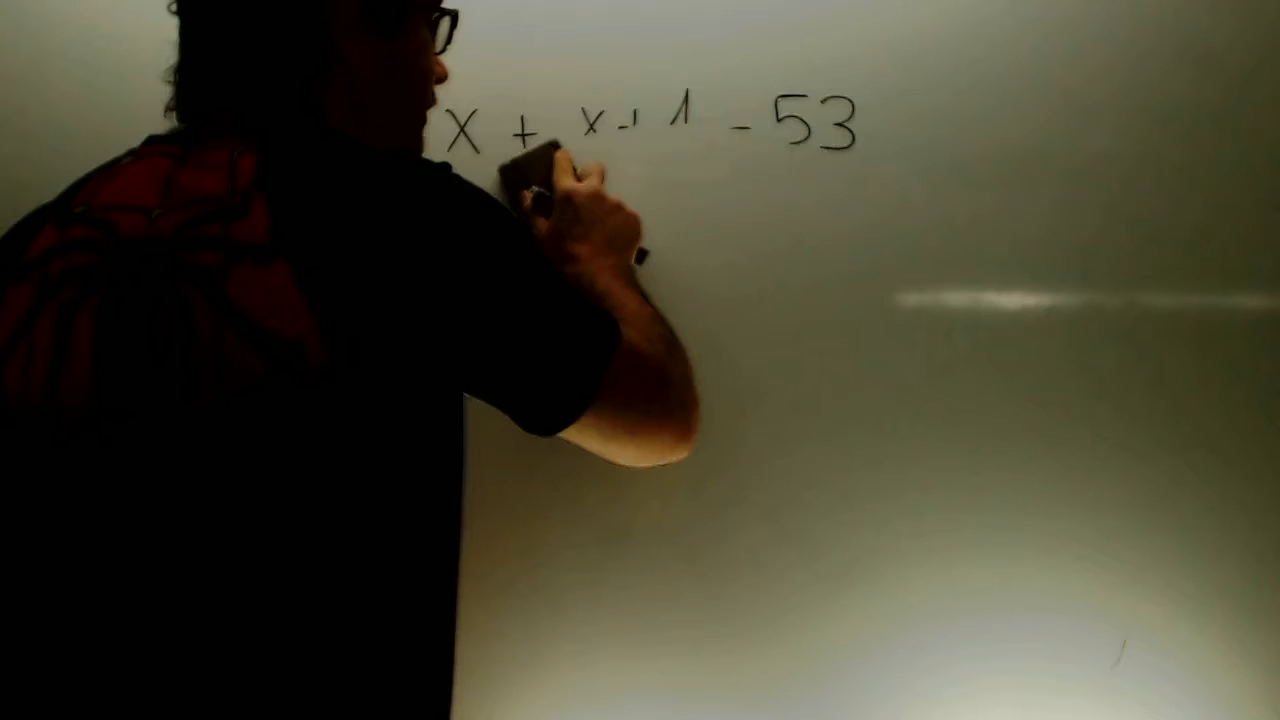 x + x + 1 - 53